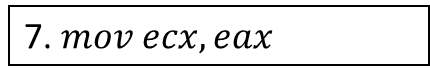 7. mov ecx, eax